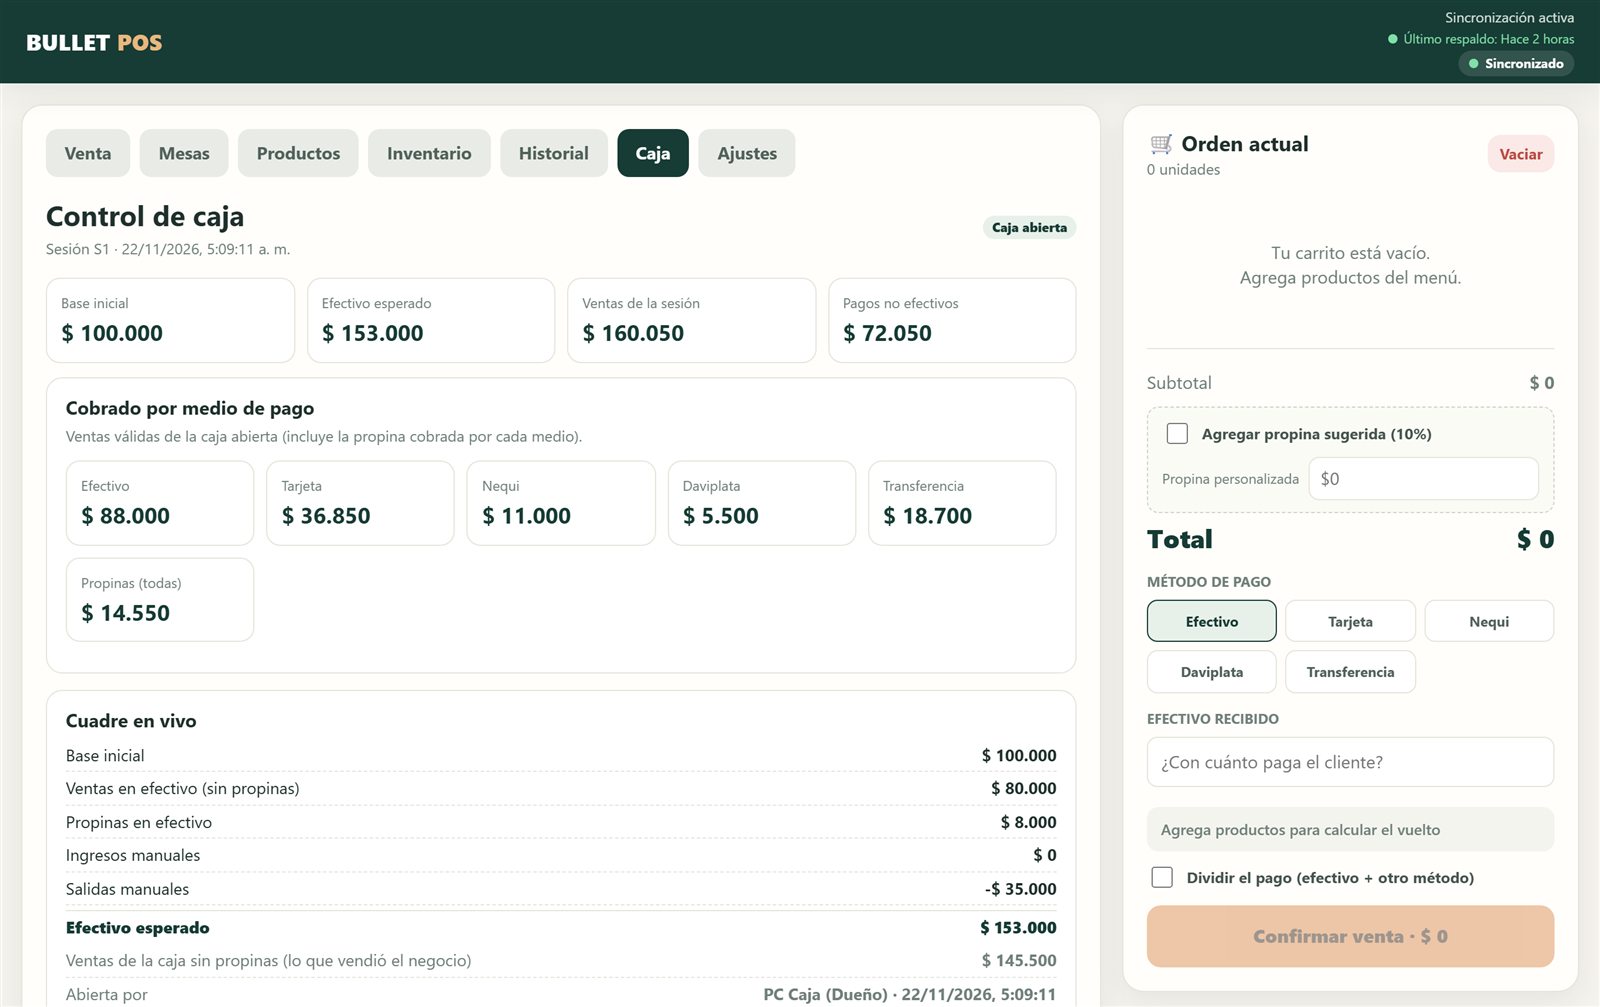 BULLET POS
Sincronización activa
Último respaldo: Hace 2 horas
Sincronizado
Venta
Mesas
Productos
Inventario
Historial
Caja
Ajustes
Control de caja
Sesión S1 · 22/11/2026, 5:09:11 a. m.
Caja abierta
Base inicial
$ 100.000
Efectivo esperado
$ 153.000
Ventas de la sesión
$ 160.050
Pagos no efectivos
$ 72.050
Cobrado por medio de pago
Ventas válidas de la caja abierta (incluye la propina cobrada por cada medio).
Efectivo
$ 88.000
Tarjeta
$ 36.850
Nequi
$ 11.000
Daviplata
$ 5.500
Transferencia
$ 18.700
Propinas (todas)
$ 14.550
Cuadre en vivo
Base inicial $ 100.000
Ventas en efectivo (sin propinas) $ 80.000
Propinas en efectivo $ 8.000
Ingresos manuales $ 0
Salidas manuales -$ 35.000
Efectivo esperado $ 153.000
Ventas de la caja sin propinas (lo que vendió el negocio) $ 145.500
Abierta por PC Caja (Dueño) · 22/11/2026, 5:09:11
Orden actual
0 unidades
Vaciar
Tu carrito está vacío.
Agrega productos del menú.
Subtotal $ 0
Agregar propina sugerida (10%)
Propina personalizada $0
Total $ 0
MÉTODO DE PAGO
Efectivo
Tarjeta
Nequi
Daviplata
Transferencia
EFECTIVO RECIBIDO
¿Con cuánto paga el cliente?
Agrega productos para calcular el vuelto
Dividir el pago (efectivo + otro método)
Confirmar venta · $ 0